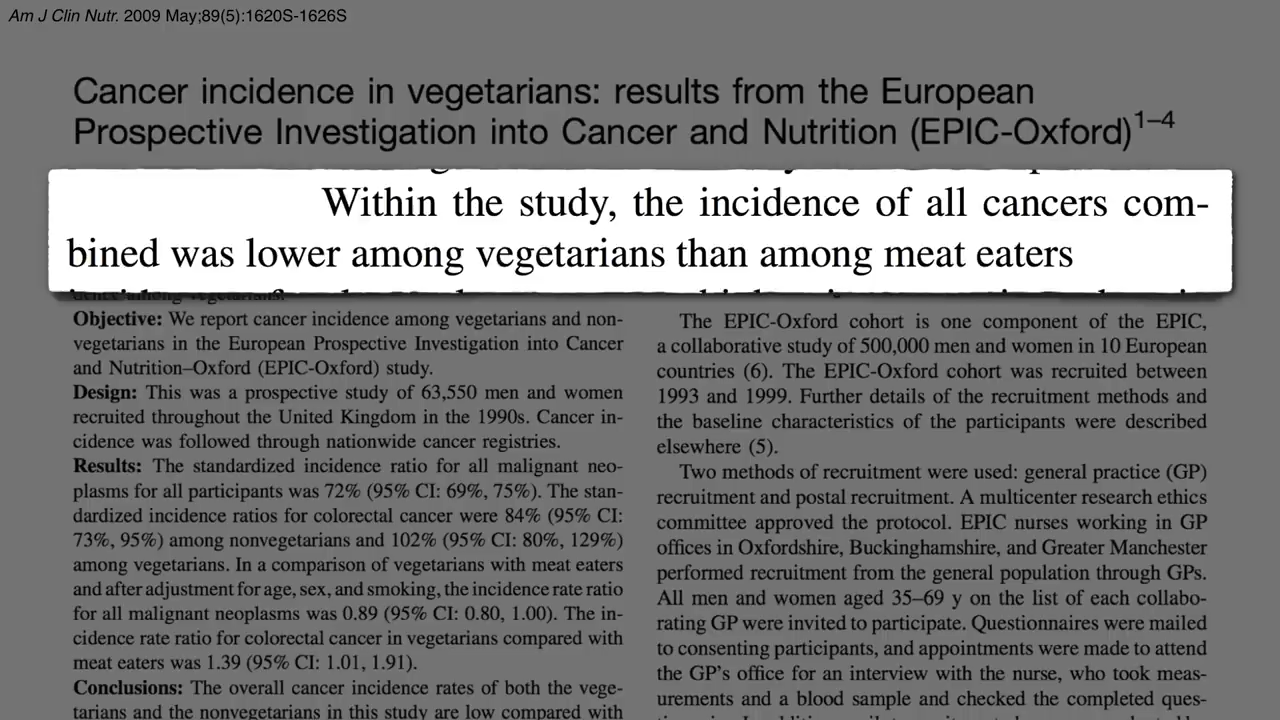 Am J Clin Nutr. 2009 May;89(5):1620S-1626S
Cancer incidence in vegetarians: results from the European
Prospective Investigation into Cancer and Nutrition (EPIC-Oxford)1–4
Within the study, the incidence of all cancers com-
bined was lower among vegetarians than among meat eaters
Objective: We report cancer incidence among vegetarians and non-
vegetarians in the European Prospective Investigation into Cancer
and Nutrition–Oxford (EPIC-Oxford) study.
Design: This was a prospective study of 63,550 men and women
recruited throughout the United Kingdom in the 1990s. Cancer in-
cidence was followed through nationwide cancer registries.
Results: The standardized incidence ratio for all malignant neo-
plasms for all participants was 72% (95% CI: 69%, 75%). The stan-
dardized incidence ratios for colorectal cancer were 84% (95% CI:
73%, 95%) among nonvegetarians and 102% (95% CI: 80%, 129%)
among vegetarians. In a comparison of vegetarians with meat eaters
and after adjustment for age, sex, and smoking, the incidence rate ratio
for all malignant neoplasms was 0.89 (95% CI: 0.80, 1.00). The in-
cidence rate ratio for colorectal cancer in vegetarians compared with
meat eaters was 1.39 (95% CI: 1.01, 1.91).
Conclusions: The overall cancer incidence rates of both the vege-
tarians and the nonvegetarians in this study are low compared with
The EPIC-Oxford cohort is one component of the EPIC,
a collaborative study of 500,000 men and women in 10 European
countries (6). The EPIC-Oxford cohort was recruited between
1993 and 1999. Further details of the recruitment methods and
the baseline characteristics of the participants were described
elsewhere (5).
Two methods of recruitment were used: general practice (GP)
recruitment and postal recruitment. A multicenter research ethics
committee approved the protocol. EPIC nurses working in GP
offices in Oxfordshire, Buckinghamshire, and Greater Manchester
performed recruitment from the general population through GPs.
All men and women aged 35–69 y on the list of each collabo-
rating GP were invited to participate. Questionnaires were mailed
to consenting participants, and appointments were made to attend
the GP's office for an interview with the nurse, who took meas-
urements and a blood sample and checked the completed ques-